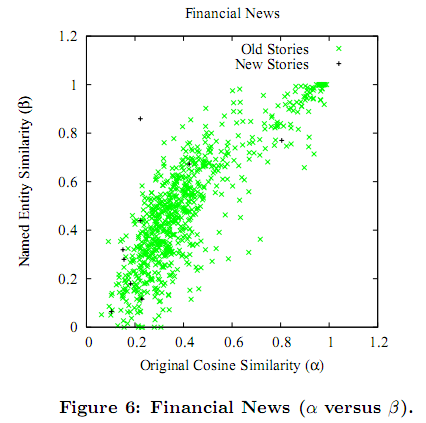 Financial News
1.2
Old Stories
New Stories
1
0.8
0.6
0.4
0.2
0
0 0.2 0.4 0.6 0.8 1 1.2
Named Entity Similarity (β)
Original Cosine Similarity (α)
Figure 6: Financial News (α versus β).